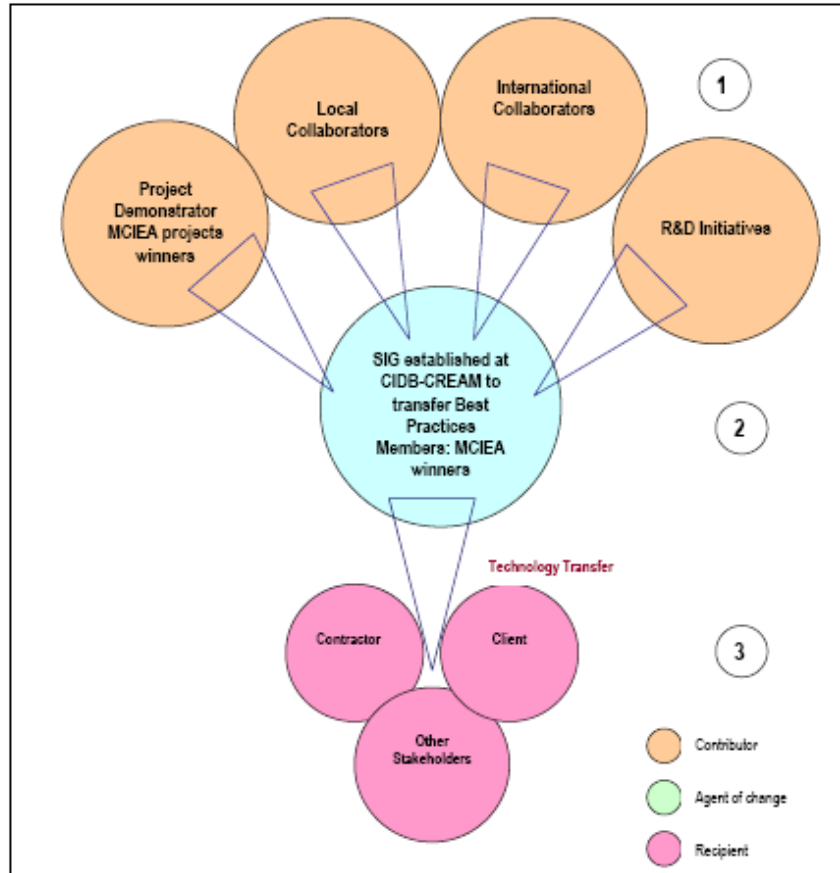 1
International
Collaborators
Local
Collaborators
Project
Demonstrator
MCIEA projects
winners
R&D Initiatives
SIG established at
CIDB-CREAM to
transfer Best
Practices
Members: MCIEA
winners
2
Technology Transfer
Contractor
Client
3
Other
Stakeholders
Contributor
Agent of change
Recipient